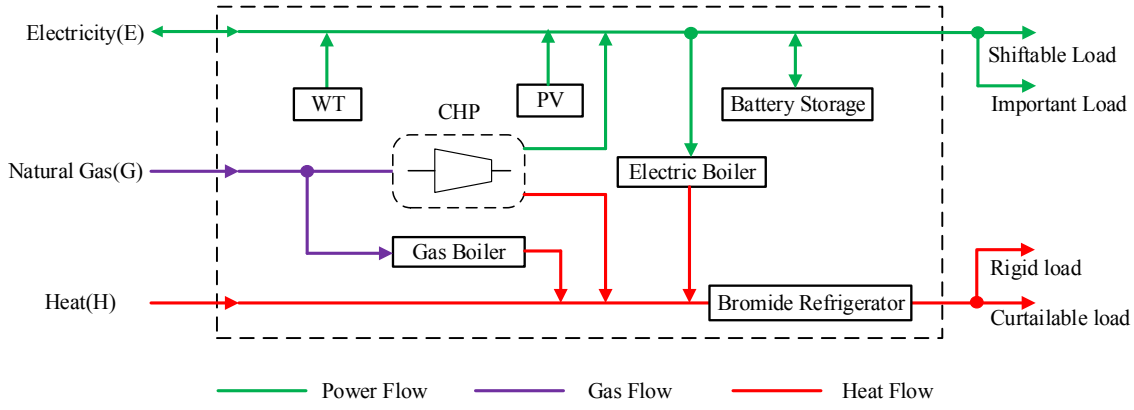 Electricity(E)
Shiftable Load
WT
PV
Battery Storage
Important Load
CHP
Natural Gas(G)
Electric Boiler
Gas Boiler
Rigid load
Heat(H)
Bromide Refrigerator
Curtailable load
Power Flow
Gas Flow
Heat Flow